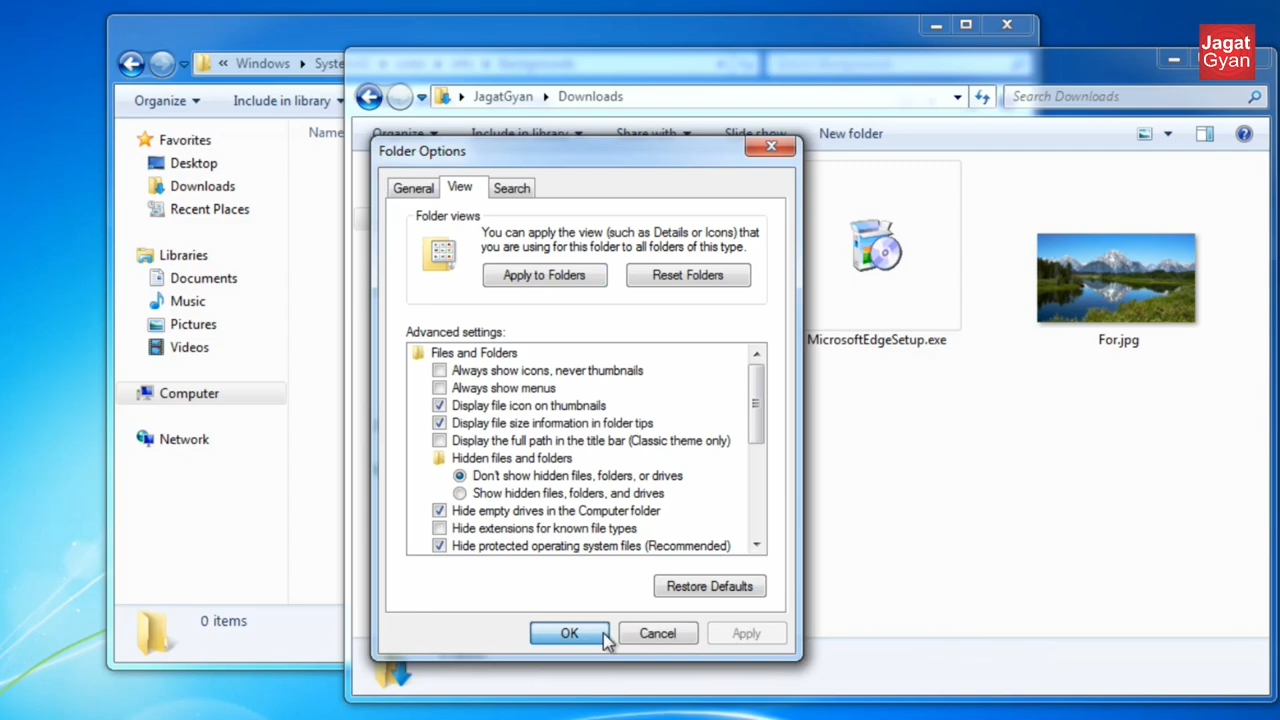 Jagat
Gyan
Windows
Syste
Organize
Include in library
Name
Favorites
Desktop
Downloads
Recent Places
Libraries
Documents
Music
Pictures
Videos
Computer
Network
0 items
JagatGyan
Downloads
Search Downloads
Organize
Include in library
Share with
Slide show
New folder
MicrosoftEdgeSetup.exe
For.jpg
Folder Options
General
View
Search
Folder views
You can apply the view (such as Details or Icons) that
you are using for this folder to all folders of this type.
Apply to Folders
Reset Folders
Advanced settings:
Files and Folders
Always show icons, never thumbnails
Always show menus
Display file icon on thumbnails
Display file size information in folder tips
Display the full path in the title bar (Classic theme only)
Hidden files and folders
Don't show hidden files, folders, or drives
Show hidden files, folders, and drives
Hide empty drives in the Computer folder
Hide extensions for known file types
Hide protected operating system files (Recommended)
Restore Defaults
OK
Cancel
Apply